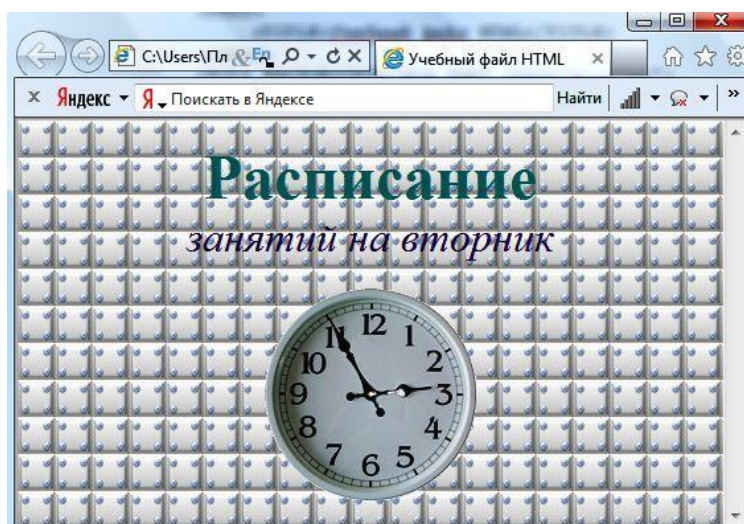 C:\Users\Пл
Учебный файл HTML
Яндекс
Я Поискать в Яндексе
Найти
Расписание
занятий на вторник
12
1
2
3
4
5
6
7
8
9
10
11